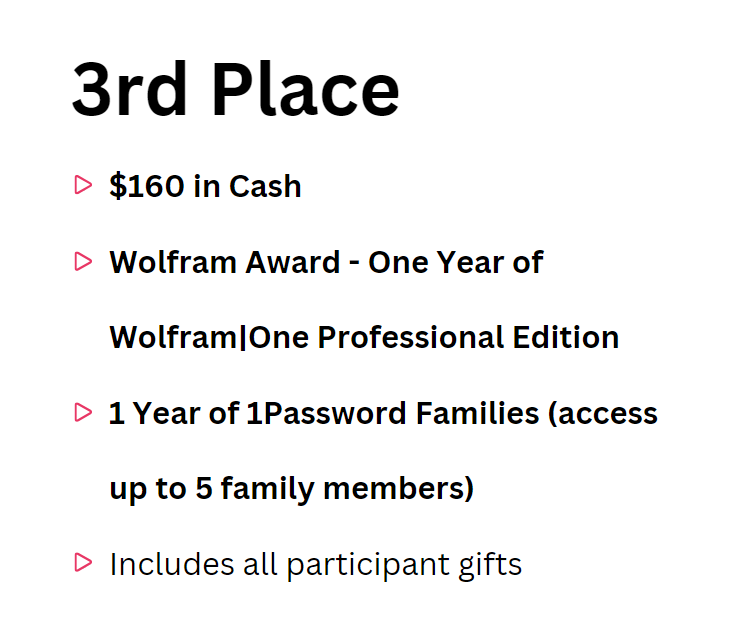 3rd Place
$160 in Cash
Wolfram Award - One Year of
Wolfram|One Professional Edition
1 Year of 1Password Families (access
up to 5 family members)
Includes all participant gifts